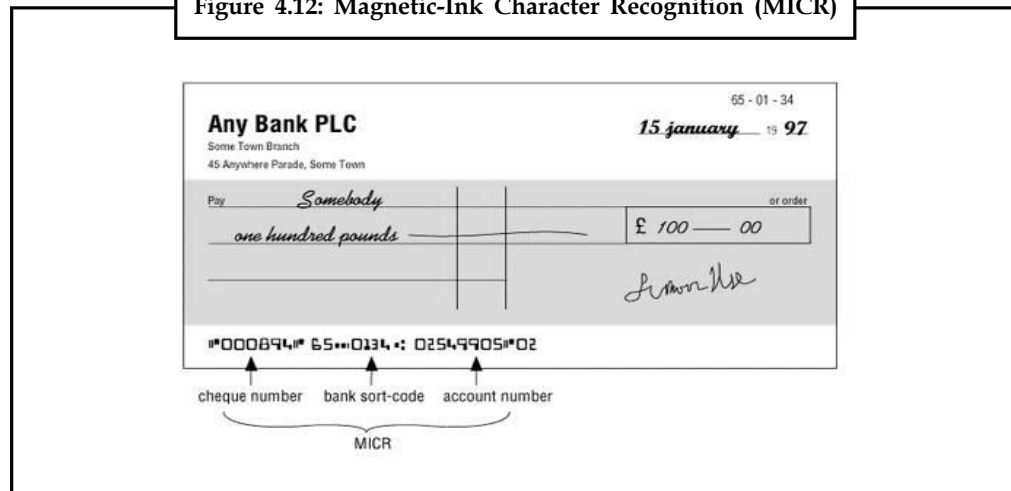 Figure 4.12: Magnetic-Ink Character Recognition (MICR)
65 - 01 - 34
Any Bank PLC
15 january 19 97
Some Town Branch
45 Anywhere Parade, Some Town
Pay Somebody or order
one hundred pounds £ 100 — 00
⑈000894⑈ 65⑉0134⑆ 02549905⑈02
cheque number bank sort-code account number
MICR